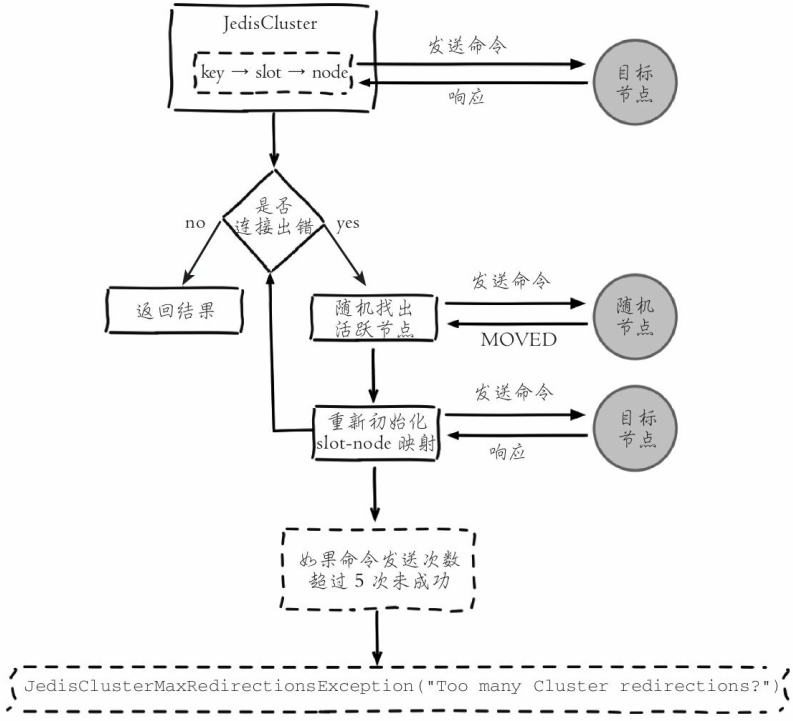 JedisCluster
key → slot → node
发送命令
响应
目标
节点
是否
连接出错
no
yes
返回结果
随机找出
活跃节点
发送命令
MOVED
随机
节点
重新初始化
slot-node 映射
发送命令
响应
目标
节点
如果命令发送次数
超过 5 次未成功
JedisClusterMaxRedirectionsException("Too many Cluster redirections?")